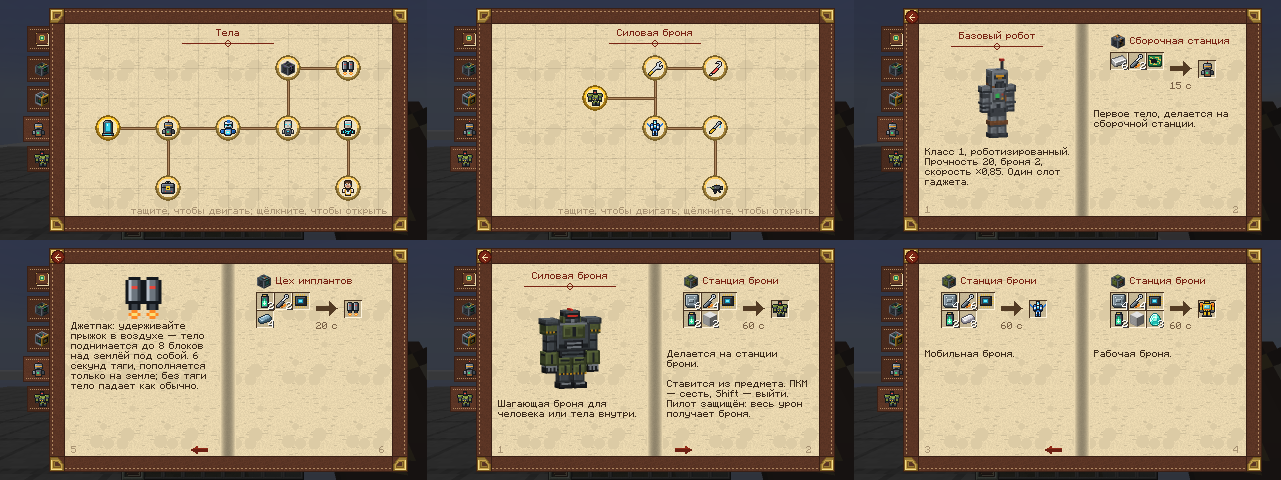 Тела
тащите, чтобы двигать; щёлкните, чтобы открыть
Силовая броня
тащите, чтобы двигать; щёлкните, чтобы открыть
Базовый робот
Класс 1, роботизированный.
Прочность 20, броня 2,
скорость ×0,85. Один слот
гаджета.
1
Сборочная станция
15 с
Первое тело, делается на
сборочной станции.
2
Джетпак: удерживайте
прыжок в воздухе — тело
поднимается до 8 блоков
над землёй под собой. 6
секунд тяги, пополняется
только на земле; без тяги
тело падает как обычно.
5
Цех имплантов
20 с
6
Силовая броня
Шагающая броня для
человека или тела внутри.
1
Станция брони
60 с
Делается на станции
брони.
Ставится из предмета. ПКМ
— сесть, Shift — выйти.
Пилот защищён: весь урон
получает броня.
2
Станция брони
60 с
Мобильная броня.
3
Станция брони
60 с
Рабочая броня.
4